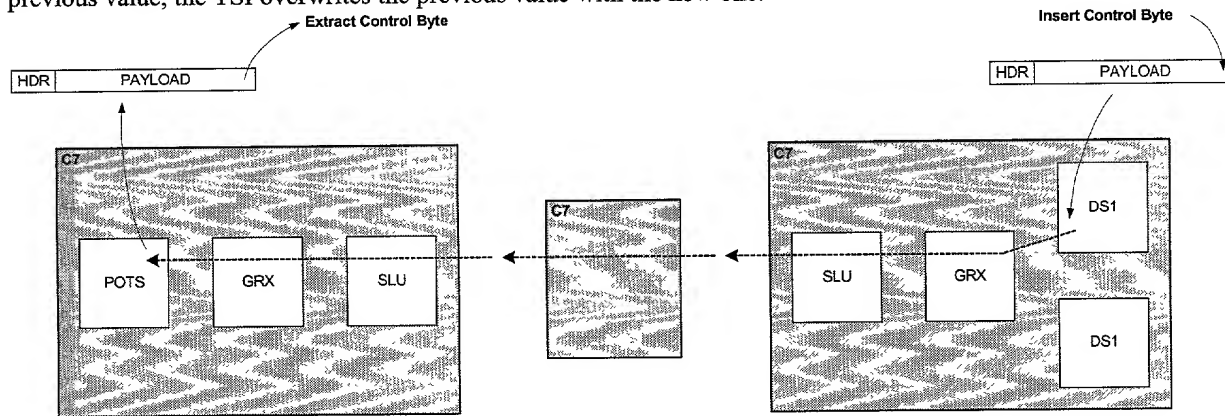 previous value, the TSI overwrites the previous value with the new one.
Extract Control Byte
Insert Control Byte
HDR PAYLOAD
HDR PAYLOAD
C7
C7
C7
DS1
POTS GRX SLU
SLU GRX
DS1